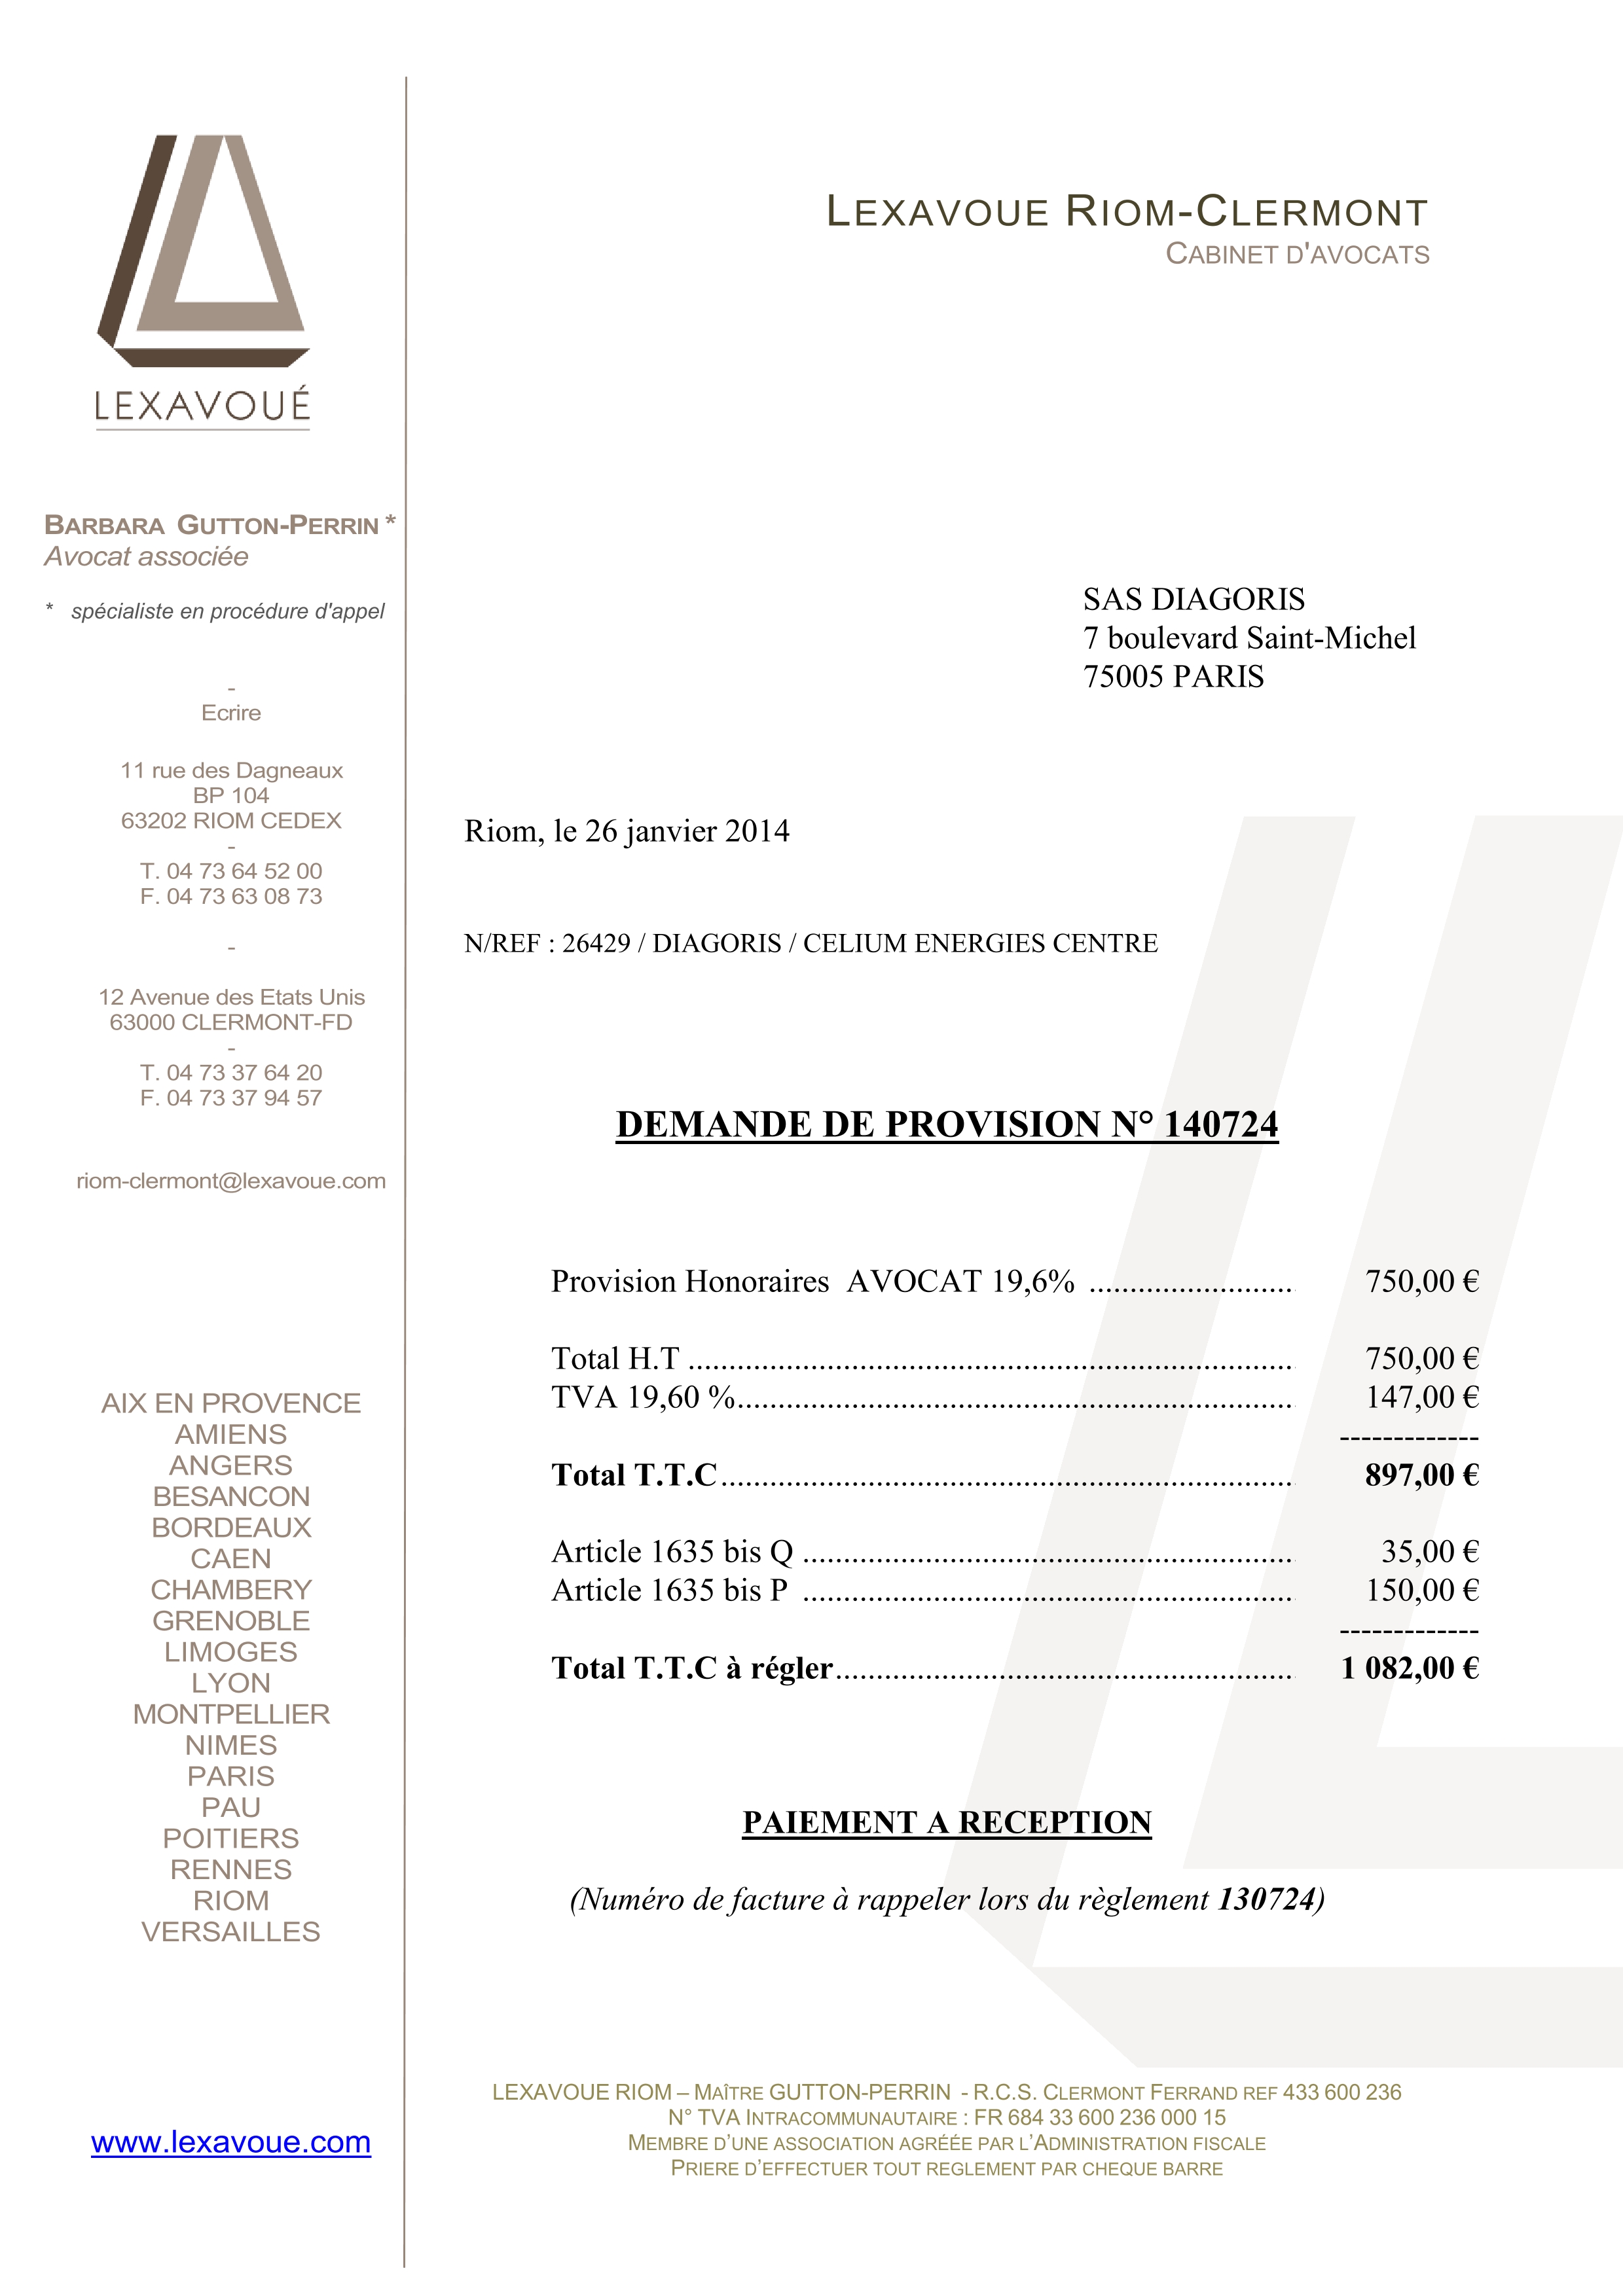 LEXAVOUÉ
BARBARA GUTTON-PERRIN *
Avocat associée
* spécialiste en procédure d'appel
-
Ecrire
11 rue des Dagneaux
BP 104
63202 RIOM CEDEX
-
T. 04 73 64 52 00
F. 04 73 63 08 73
-
12 Avenue des Etats Unis
63000 CLERMONT-FD
-
T. 04 73 37 64 20
F. 04 73 37 94 57
riom-clermont@lexavoue.com
AIX EN PROVENCE
AMIENS
ANGERS
BESANCON
BORDEAUX
CAEN
CHAMBERY
GRENOBLE
LIMOGES
LYON
MONTPELLIER
NIMES
PARIS
PAU
POITIERS
RENNES
RIOM
VERSAILLES
www.lexavoue.com
LEXAVOUE RIOM-CLERMONT
CABINET D'AVOCATS
SAS DIAGORIS
7 boulevard Saint-Michel
75005 PARIS
Riom, le 26 janvier 2014
N/REF : 26429 / DIAGORIS / CELIUM ENERGIES CENTRE
DEMANDE DE PROVISION N° 140724
Provision Honoraires AVOCAT 19,6% ......................... 750,00 €
Total H.T .......................................................................... 750,00 €
TVA 19,60 %.................................................................... 147,00 €
-------------
Total T.T.C...................................................................... 897,00 €
Article 1635 bis Q ............................................................ 35,00 €
Article 1635 bis P ............................................................ 150,00 €
-------------
Total T.T.C à régler........................................................ 1 082,00 €
PAIEMENT A RECEPTION
(Numéro de facture à rappeler lors du règlement 130724)
LEXAVOUE RIOM – MAÎTRE GUTTON-PERRIN - R.C.S. CLERMONT FERRAND REF 433 600 236
N° TVA INTRACOMMUNAUTAIRE : FR 684 33 600 236 000 15
MEMBRE D’UNE ASSOCIATION AGRÉÉE PAR L’ADMINISTRATION FISCALE
PRIERE D’EFFECTUER TOUT REGLEMENT PAR CHEQUE BARRE